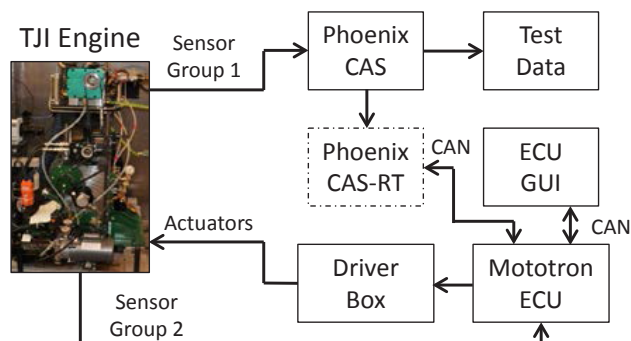 TJI Engine
Sensor
Group 1
Phoenix
CAS
Test
Data
Phoenix
CAS-RT
CAN
ECU
GUI
CAN
Actuators
Driver
Box
Mototron
ECU
Sensor
Group 2